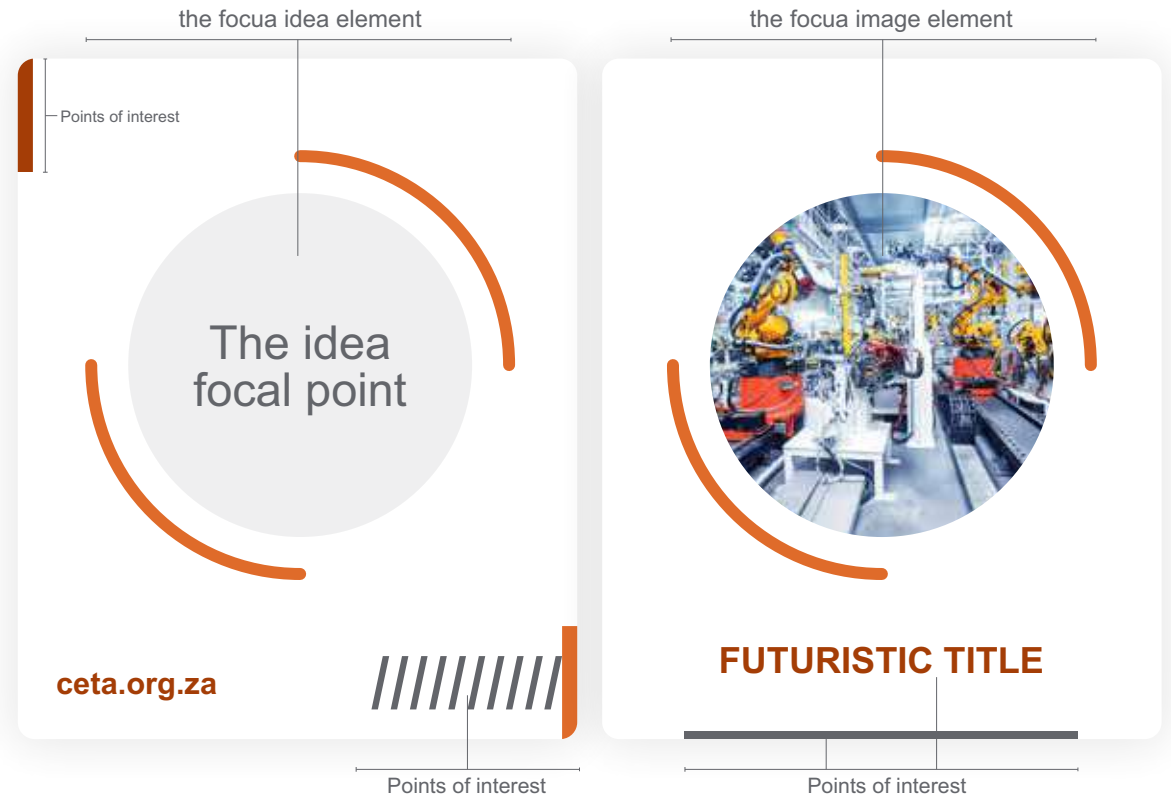 the focua idea element
the focua image element
Points of interest
The idea
focal point
ceta.org.za
FUTURISTIC TITLE
Points of interest
Points of interest